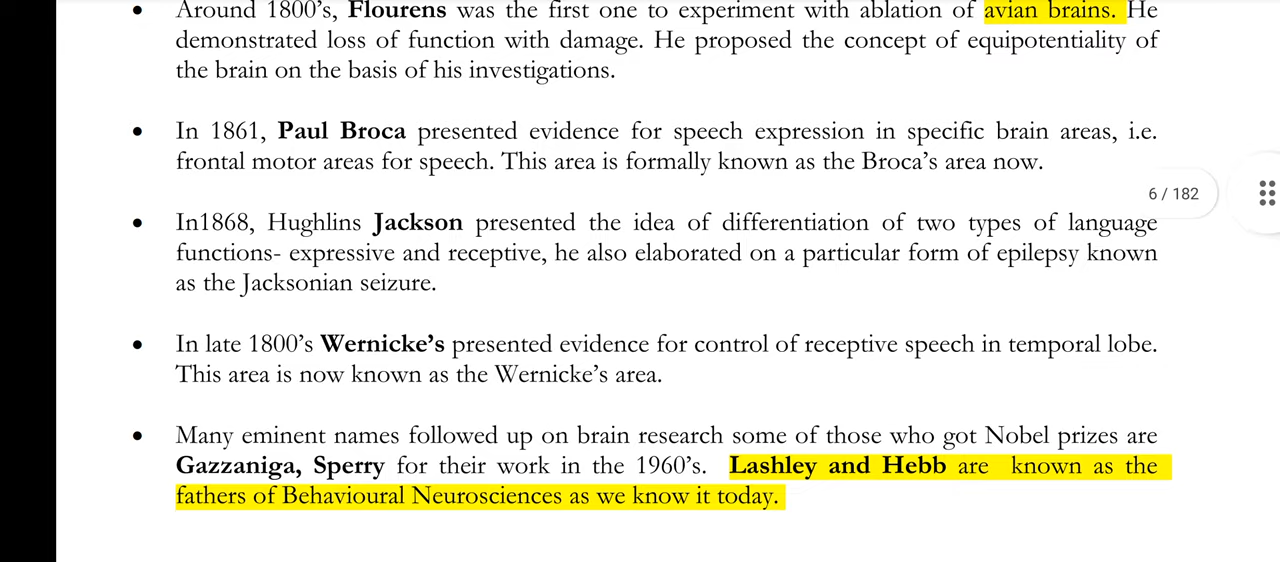 • Around 1800's, Flourens was the first one to experiment with ablation of avian brains. He
demonstrated loss of function with damage. He proposed the concept of equipotentiality of
the brain on the basis of his investigations.
• In 1861, Paul Broca presented evidence for speech expression in specific brain areas, i.e.
frontal motor areas for speech. This area is formally known as the Broca's area now.
6 / 182
• In1868, Hughlins Jackson presented the idea of differentiation of two types of language
functions- expressive and receptive, he also elaborated on a particular form of epilepsy known
as the Jacksonian seizure.
• In late 1800's Wernicke's presented evidence for control of receptive speech in temporal lobe.
This area is now known as the Wernicke's area.
• Many eminent names followed up on brain research some of those who got Nobel prizes are
Gazzaniga, Sperry for their work in the 1960's. Lashley and Hebb are known as the
fathers of Behavioural Neurosciences as we know it today.